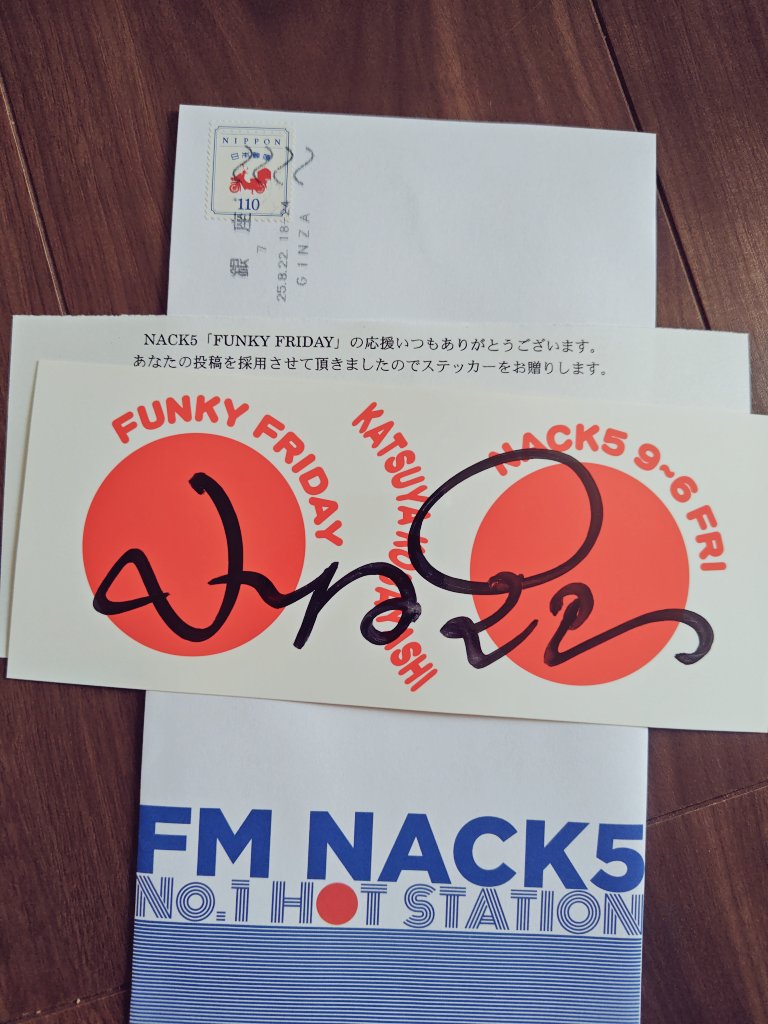 NIPPON
日本郵便
110
銀座
7
25.8.22. 18-24
GINZA
NACK5「FUNKY FRIDAY」の応援いつもありがとうございます。
あなたの投稿を採用させて頂きましたのでステッカーをお贈りします。
FUNKY FRIDAY
KATSUYA KOBAYASHI
NACK5 9~6 FRI
FM NACK5
NO.1 HOT STATION